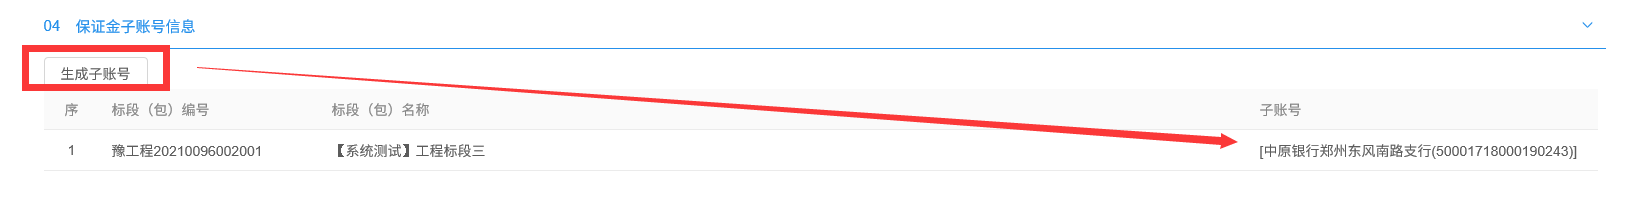 04 保证金子账号信息
生成子账号
序 标段（包）编号 标段（包）名称 子账号
1 豫工程20210096002001 【系统测试】工程标段三 [中原银行郑州东风南路支行(50001718000190243)]